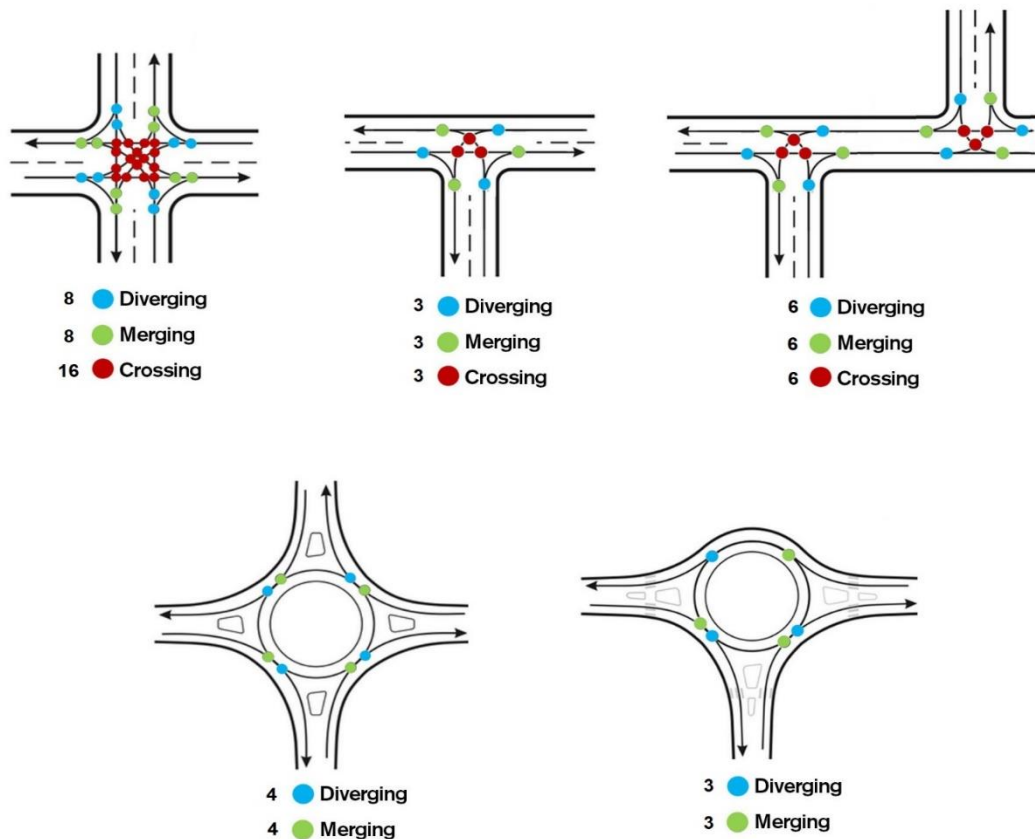 8 Diverging
8 Merging
16 Crossing
3 Diverging
3 Merging
3 Crossing
6 Diverging
6 Merging
6 Crossing
4 Diverging
4 Merging
3 Diverging
3 Merging